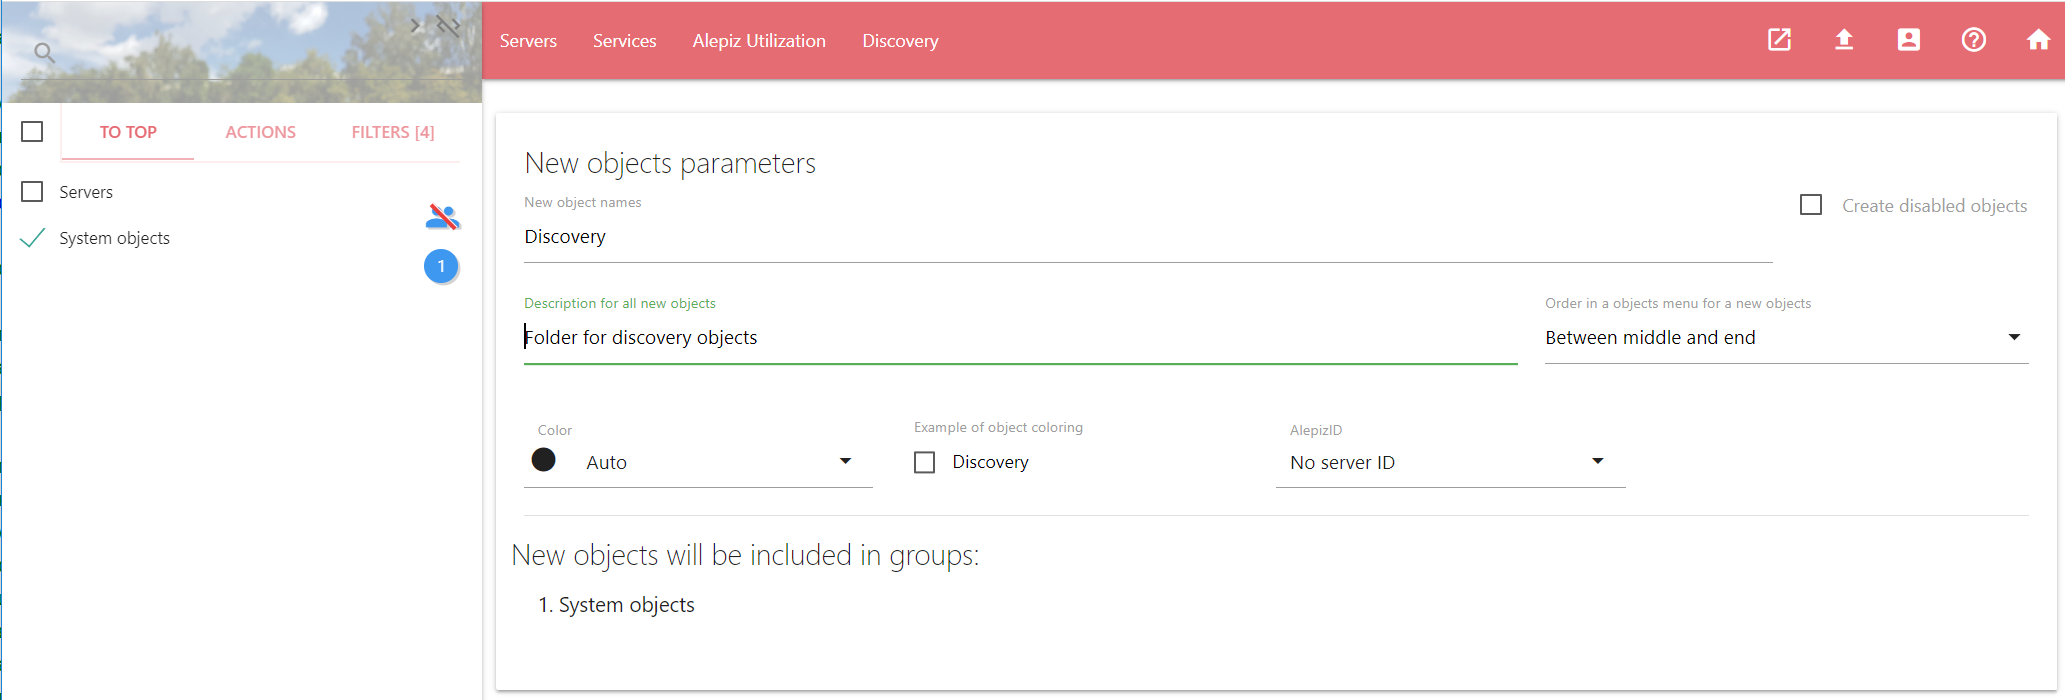 Servers Services Alepiz Utilization Discovery
TO TOP ACTIONS FILTERS [4]
Servers
System objects
1
New objects parameters
New object names
Discovery
Create disabled objects
Description for all new objects
Folder for discovery objects
Order in a objects menu for a new objects
Between middle and end
Color
Auto
Example of object coloring
Discovery
AlepizID
No server ID
New objects will be included in groups:
1. System objects